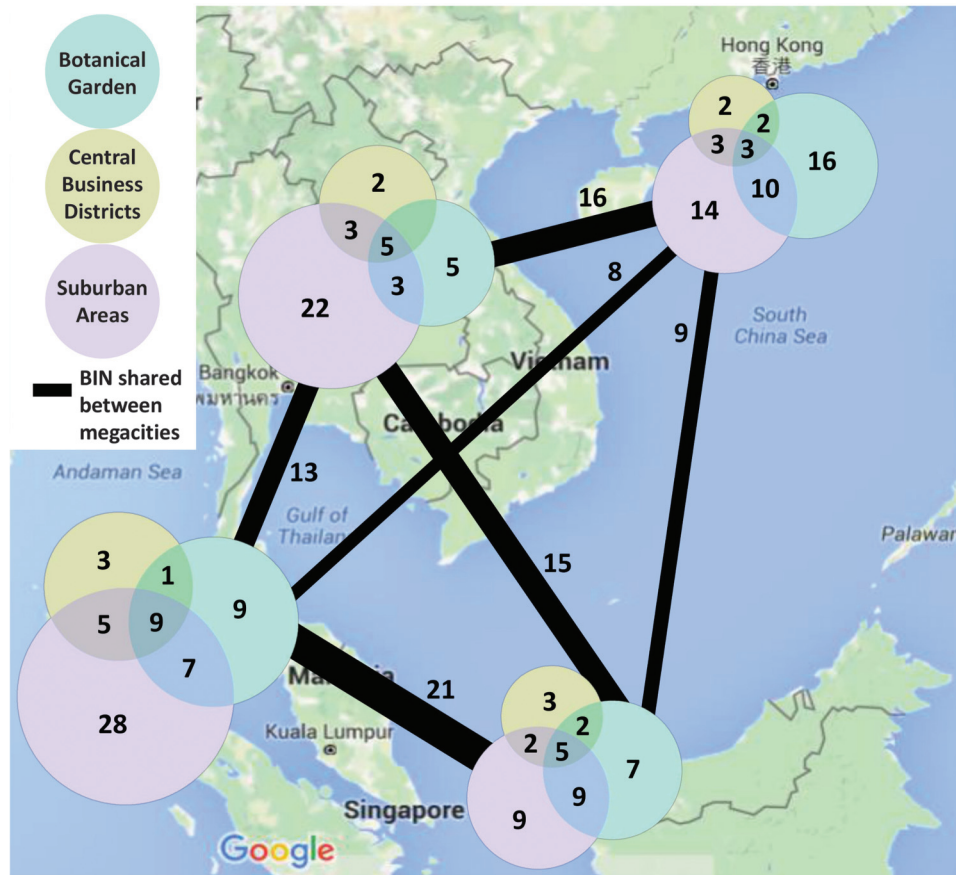 Botanical
Garden
Central
Business
Districts
Suburban
Areas
BIN shared
between
megacities
Hong Kong
香港
2
2
3
3
16
10
14
2
3
5
5
3
22
16
8
9
South
China Sea
Vietnam
Bangkok
Cambodia
Andaman Sea
13
Gulf of
Thailan
15
Palawar
3
1
5
9
9
7
28
21
Kuala Lumpur
Singapore
3
2
2
5
7
9
9
Google